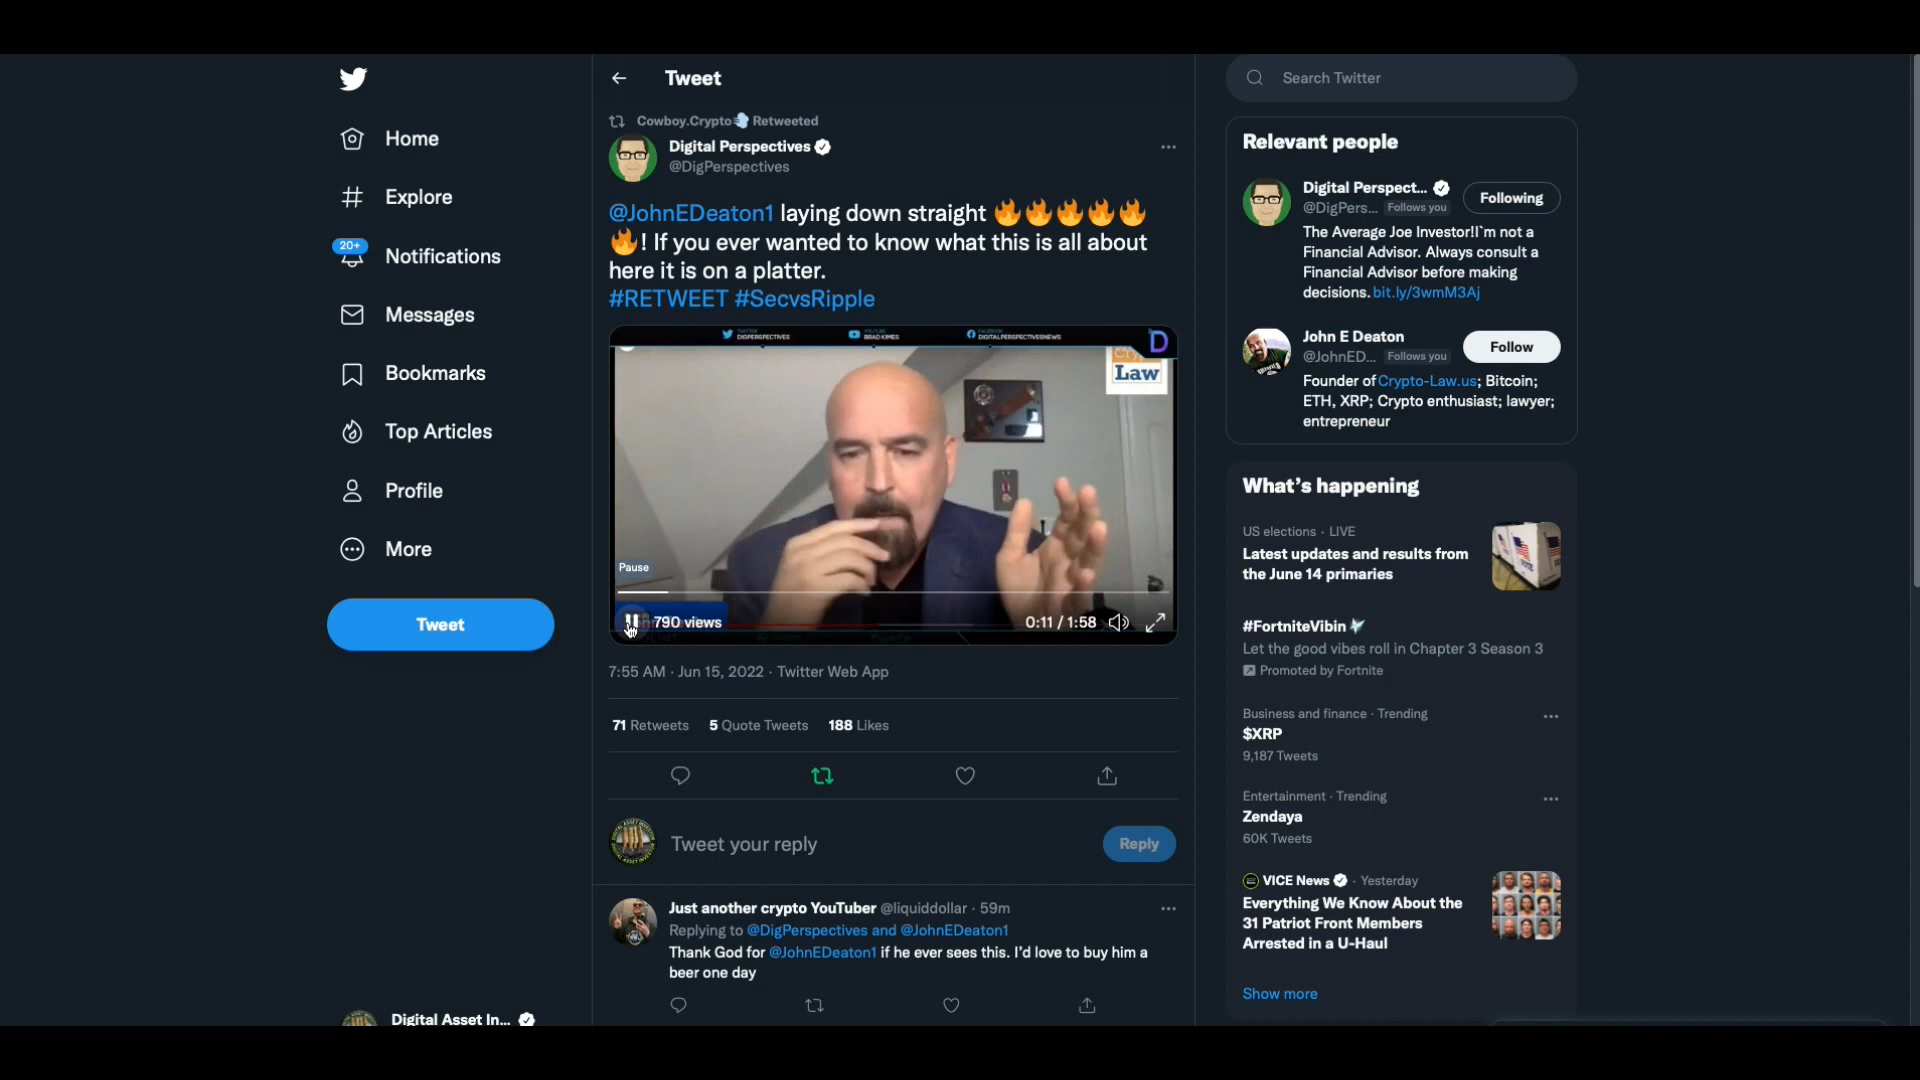 Home
Explore
20+
Notifications
Messages
Bookmarks
Top Articles
Profile
More
Tweet
Digital Asset In...
Tweet
Cowboy.Crypto Retweeted
Digital Perspectives
@DigPerspectives
@JohnEDeaton1 laying down straight 🔥🔥🔥🔥🔥
🔥! If you ever wanted to know what this is all about
here it is on a platter.
#RETWEET #SecvsRipple
TWITTER
DIGPERSPECTIVES
YOUTUBE
BRAD KIMES
FACEBOOK
DIGITALPERSPECTIVESNEWS
D
Law
Pause
790 views
0:11 / 1:58
7:55 AM · Jun 15, 2022 · Twitter Web App
71 Retweets 5 Quote Tweets 188 Likes
Tweet your reply
Reply
Just another crypto YouTuber @liquiddollar · 59m
Replying to @DigPerspectives and @JohnEDeaton1
Thank God for @JohnEDeaton1 if he ever sees this. I'd love to buy him a
beer one day
Search Twitter
Relevant people
Digital Perspect...
@DigPers... Follows you
Following
The Average Joe Investor!I`m not a
Financial Advisor. Always consult a
Financial Advisor before making
decisions. bit.ly/3wmM3Aj
John E Deaton
@JohnED... Follows you
Follow
Founder of Crypto-Law.us; Bitcoin;
ETH, XRP; Crypto enthusiast; lawyer;
entrepreneur
What's happening
US elections · LIVE
Latest updates and results from
the June 14 primaries
#FortniteVibin
Let the good vibes roll in Chapter 3 Season 3
Promoted by Fortnite
Business and finance · Trending
$XRP
9,187 Tweets
Entertainment · Trending
Zendaya
60K Tweets
VICE News · Yesterday
Everything We Know About the
31 Patriot Front Members
Arrested in a U-Haul
Show more